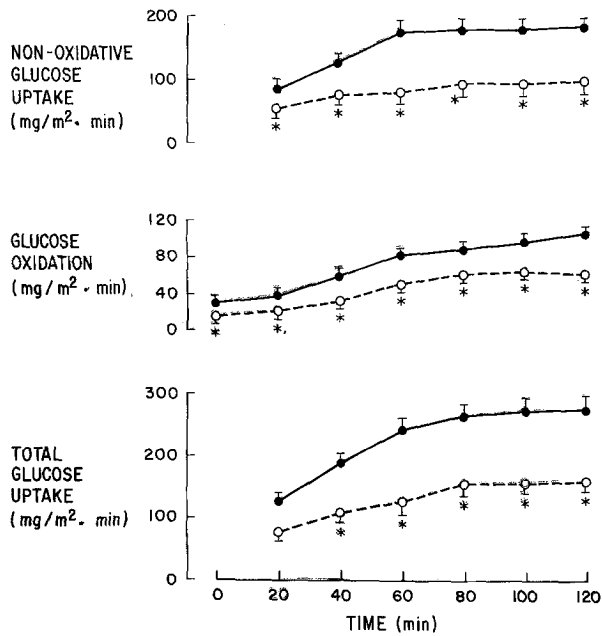 200
NON-OXIDATIVE
GLUCOSE
UPTAKE
(mg/m²· min)
100
0
* * * * * *
120
GLUCOSE
OXIDATION
(mg/m²· min)
80
40
0
* * * * * * *
300
TOTAL
GLUCOSE
UPTAKE
(mg/m²· min)
200
100
0
* * * * *
0 20 40 60 80 100 120
TIME (min)